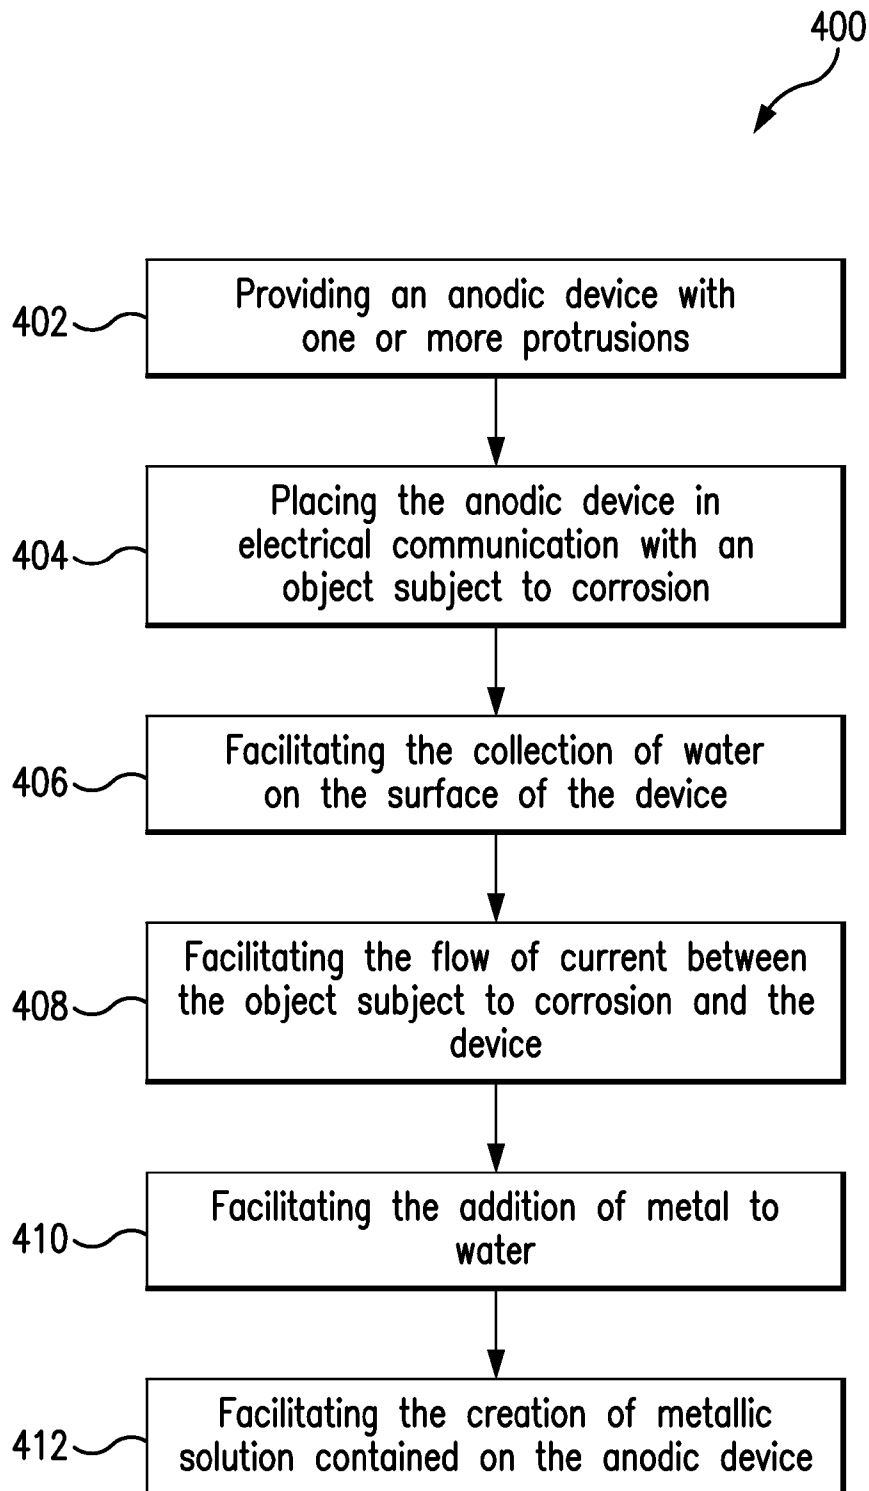 400
402
Providing an anodic device with
one or more protrusions
404
Placing the anodic device in
electrical communication with an
object subject to corrosion
406
Facilitating the collection of water
on the surface of the device
408
Facilitating the flow of current between
the object subject to corrosion and the
device
410
Facilitating the addition of metal to
water
412
Facilitating the creation of metallic
solution contained on the anodic device